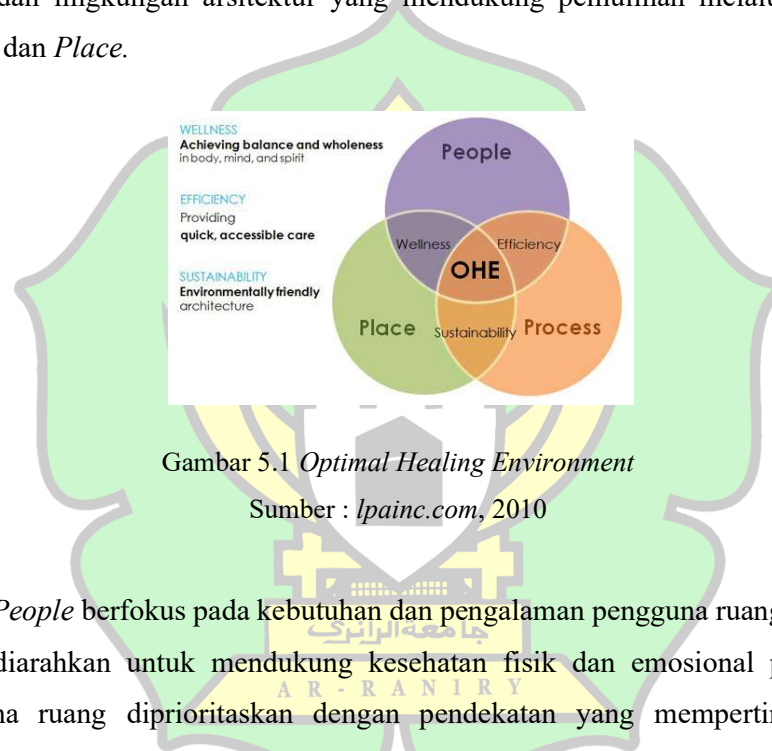 dan lingkungan arsitektur yang mendukung pemulihan
dan Place.
WELLNESS
Achieving balance and wholeness
in body, mind, and spirit
EFFICIENCY
Providing
quick, accessible care
SUSTAINABILITY
Environmentally friendly
architecture
People
Wellness
Efficiency
OHE
Place
Sustainability
Process
Gambar 5.1 Optimal Healing Environment
Sumber : lpainc.com, 2010
People berfokus pada kebutuhan dan pengalaman pengguna ruang
diarahkan untuk mendukung kesehatan fisik dan emosional
جامعة الرانري
AR-RANIRY
ruang diprioritaskan dengan pendekatan yang